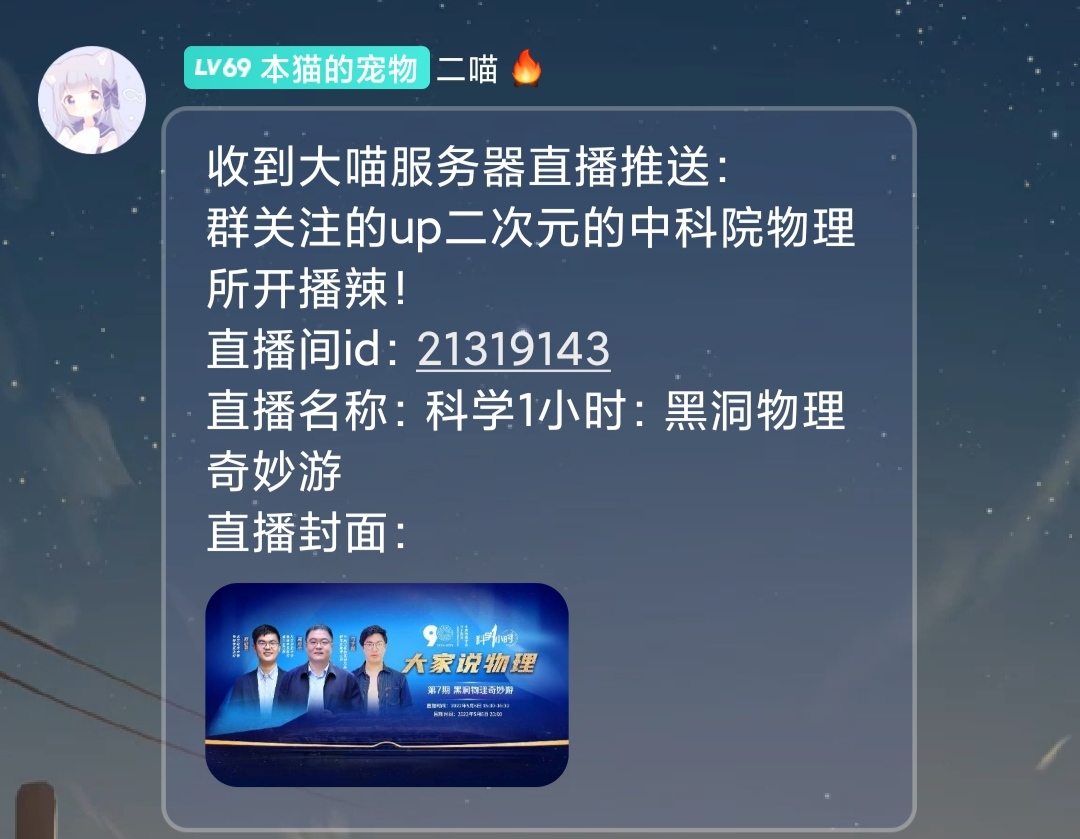 LV69 本猫的宠物 二喵🔥
收到大喵服务器直播推送：
群关注的up二次元的中科院物理
所开播辣！
直播间id：21319143
直播名称：科学1小时：黑洞物理
奇妙游
直播封面：
大家说物理
第7期 黑洞物理奇妙游